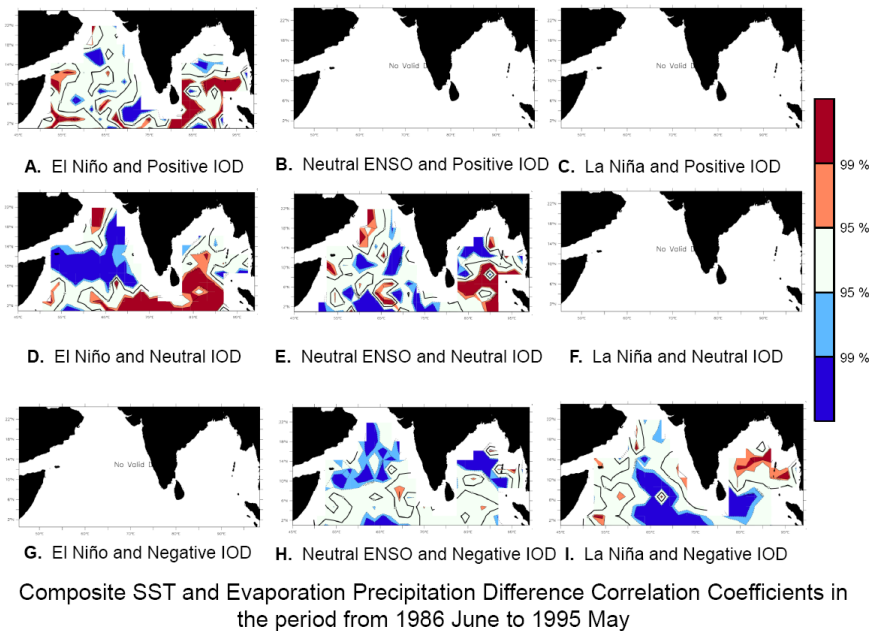 No Valid D
No Valid D
A. El Niño and Positive IOD
B. Neutral ENSO and Positive IOD
C. La Niña and Positive IOD
99 %
95 %
95 %
99 %
No Valid D
D. El Niño and Neutral IOD
E. Neutral ENSO and Neutral IOD
F. La Niña and Neutral IOD
No Valid D
G. El Niño and Negative IOD
H. Neutral ENSO and Negative IOD
I. La Niña and Negative IOD
Composite SST and Evaporation Precipitation Difference Correlation Coefficients in
the period from 1986 June to 1995 May